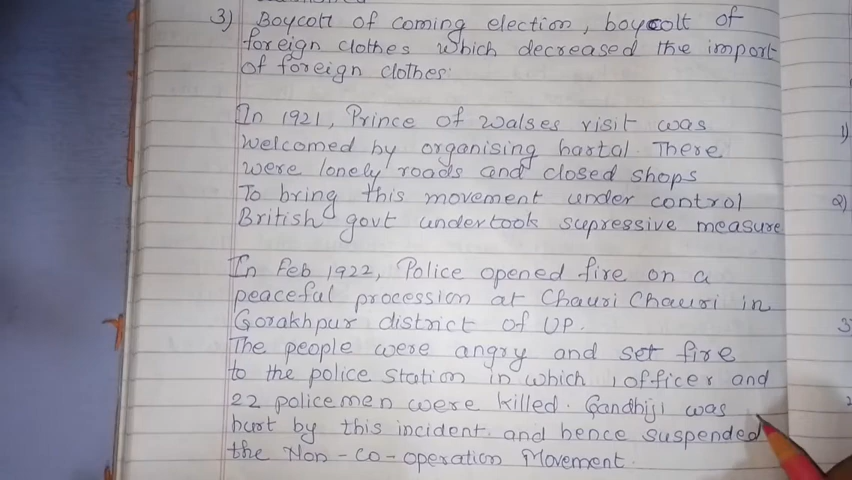 3) Boycott of coming election, boycott of
foreign clothes which decreased the import
of foreign clothes.
In 1921, Prince of walses visit was
welcomed by organising hartal. There
were lonely roads and closed shops
To bring this movement under control
British govt undertook supressive measure
In Feb 1922, Police opened fire on a
peaceful procession at Chauri Chauri in
Gorakhpur district of UP.
The people were angry and set fire
to the police station in which 1 officer and
22 policemen were killed. Gandhiji was
hurt by this incident. and hence suspended
the Non-co-operation Movement.
1)
2)
3